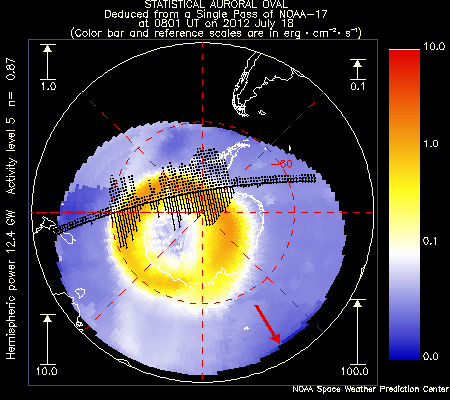 STATISTICAL AURORAL OVAL
Deduced from a Single Pass of NOAA-17
at 0801 UT on 2012 July 18
(Color bar and reference scales are in erg·cm⁻²·s⁻¹)
1.0
0.1
10.0
1.0
0.1
0.0
-60
Hemispheric power 12.4 GW Activity level 5 n= 0.87
10.0
100.0
NOAA Space Weather Prediction Center